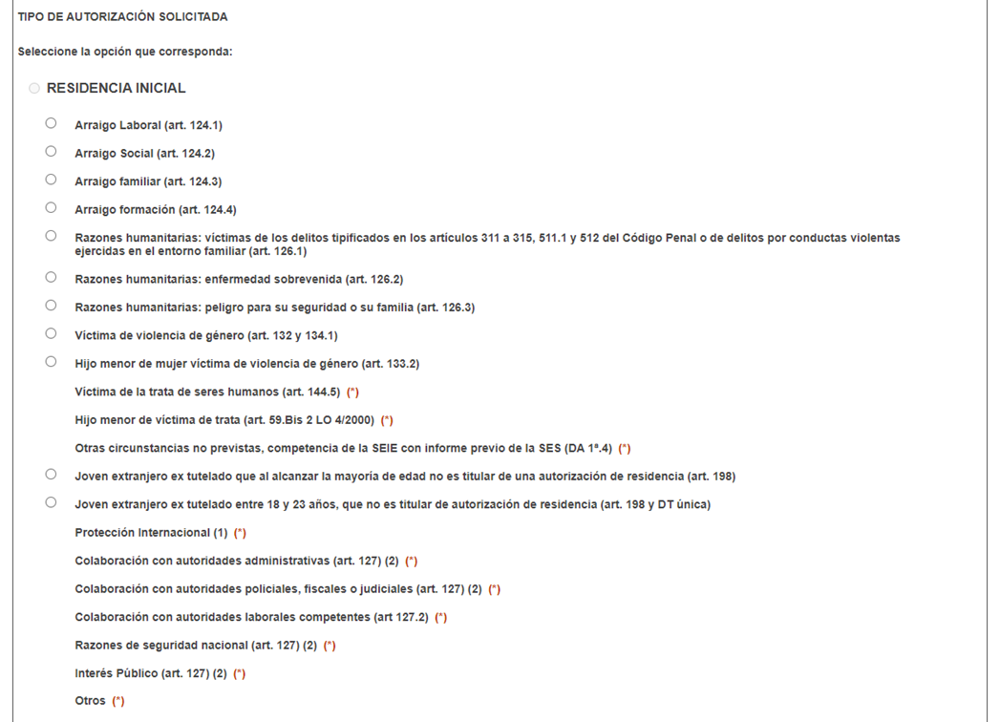 TIPO DE AUTORIZACIÓN SOLICITADA
Seleccione la opción que corresponda:
RESIDENCIA INICIAL
Arraigo Laboral (art. 124.1)
Arraigo Social (art. 124.2)
Arraigo familiar (art. 124.3)
Arraigo formación (art. 124.4)
Razones humanitarias: víctimas de los delitos tipificados en los artículos 311 a 315, 511.1 y 512 del Código Penal o de delitos por conductas violentas
ejercidas en el entorno familiar (art. 126.1)
Razones humanitarias: enfermedad sobrevenida (art. 126.2)
Razones humanitarias: peligro para su seguridad o su familia (art. 126.3)
Víctima de violencia de género (art. 132 y 134.1)
Hijo menor de mujer víctima de violencia de género (art. 133.2)
Víctima de la trata de seres humanos (art. 144.5) (*)
Hijo menor de víctima de trata (art. 59.Bis 2 LO 4/2000) (*)
Otras circunstancias no previstas, competencia de la SEIE con informe previo de la SES (DA 1ª.4) (*)
Joven extranjero ex tutelado que al alcanzar la mayoría de edad no es titular de una autorización de residencia (art. 198)
Joven extranjero ex tutelado entre 18 y 23 años, que no es titular de autorización de residencia (art. 198 y DT única)
Protección Internacional (1) (*)
Colaboración con autoridades administrativas (art. 127) (2) (*)
Colaboración con autoridades policiales, fiscales o judiciales (art. 127) (2) (*)
Colaboración con autoridades laborales competentes (art 127.2) (*)
Razones de seguridad nacional (art. 127) (2) (*)
Interés Público (art. 127) (2) (*)
Otros (*)